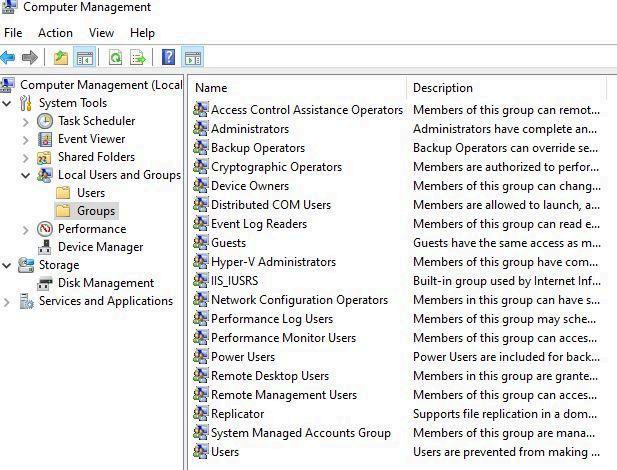 Computer Management
File Action View Help
Computer Management (Local
System Tools
Task Scheduler
Event Viewer
Shared Folders
Local Users and Groups
Users
Groups
Performance
Device Manager
Storage
Disk Management
Services and Applications
Name Description
Access Control Assistance Operators Members of this group can remot...
Administrators Administrators have complete an...
Backup Operators Backup Operators can override se...
Cryptographic Operators Members are authorized to perfor...
Device Owners Members of this group can chang...
Distributed COM Users Members are allowed to launch, a...
Event Log Readers Members of this group can read e...
Guests Guests have the same access as m...
Hyper-V Administrators Members of this group have com...
IIS_IUSRS Built-in group used by Internet Inf...
Network Configuration Operators Members in this group can have s...
Performance Log Users Members of this group may sche...
Performance Monitor Users Members of this group can acces...
Power Users Power Users are included for back...
Remote Desktop Users Members in this group are grante...
Remote Management Users Members of this group can acces...
Replicator Supports file replication in a dom...
System Managed Accounts Group Members of this group are mana...
Users Users are prevented from making ...